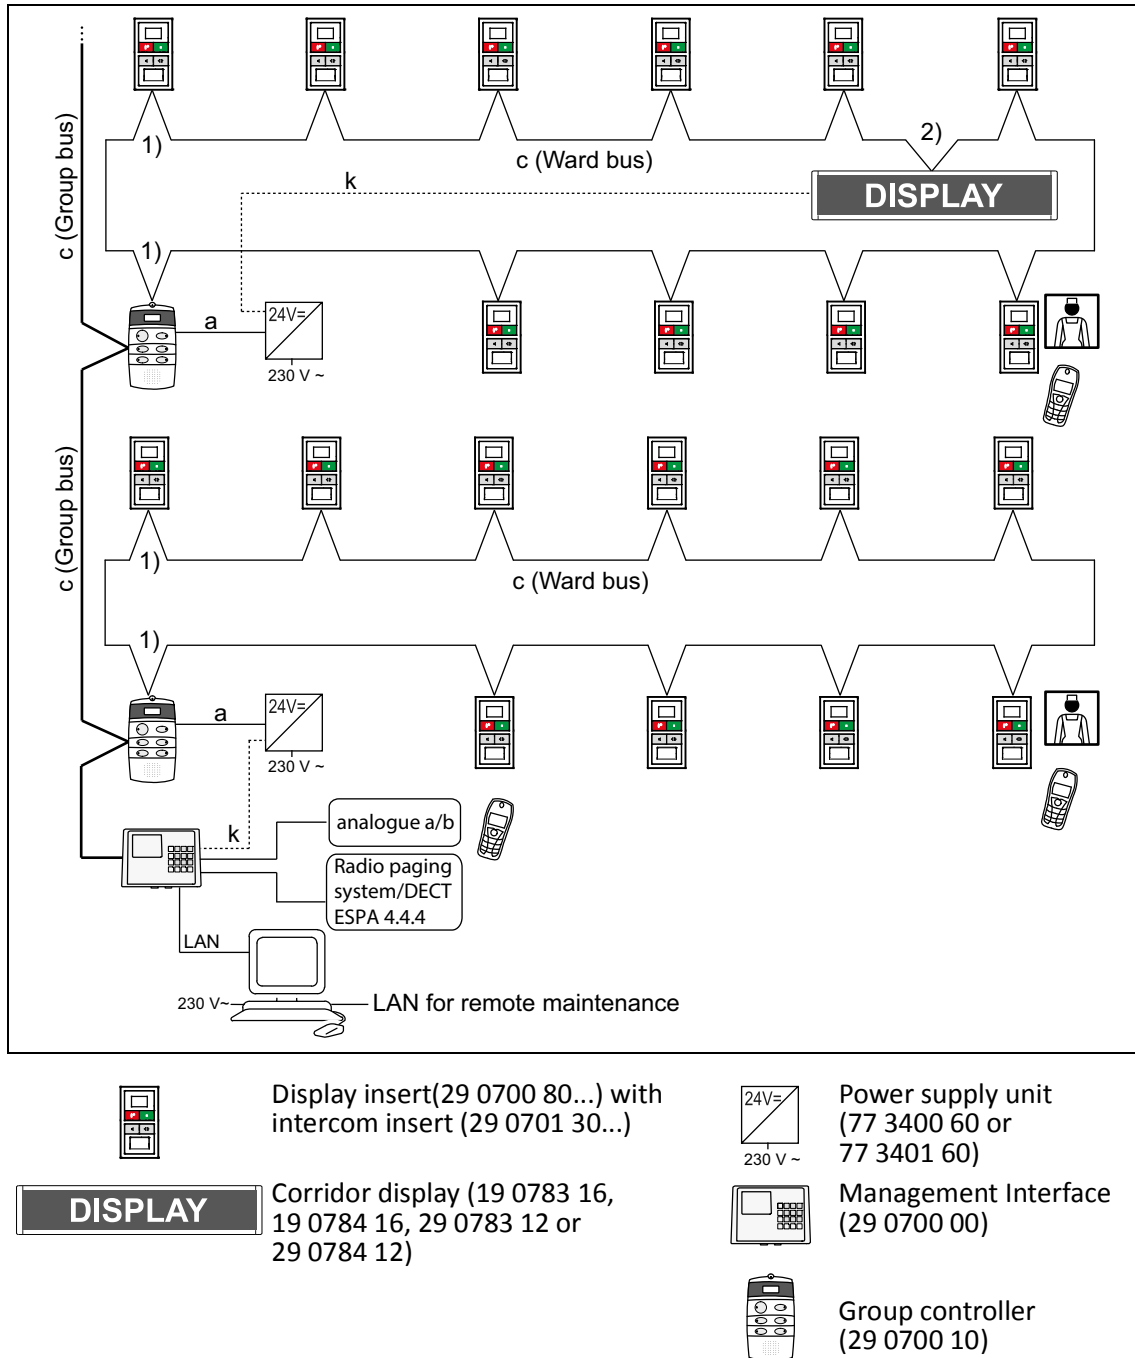 1)
2)
c (Ward bus)
k
DISPLAY
c (Group bus)
1)
a
24V=
230 V ~
c (Group bus)
1)
c (Ward bus)
1)
a
24V=
230 V ~
k
analogue a/b
Radio paging
system/DECT
ESPA 4.4.4
LAN
230 V~
LAN for remote maintenance
Display insert(29 0700 80...) with
intercom insert (29 0701 30...)
DISPLAY
Corridor display (19 0783 16,
19 0784 16, 29 0783 12 or
29 0784 12)
24V=
230 V ~
Power supply unit
(77 3400 60 or
77 3401 60)
Management Interface
(29 0700 00)
Group controller
(29 0700 10)